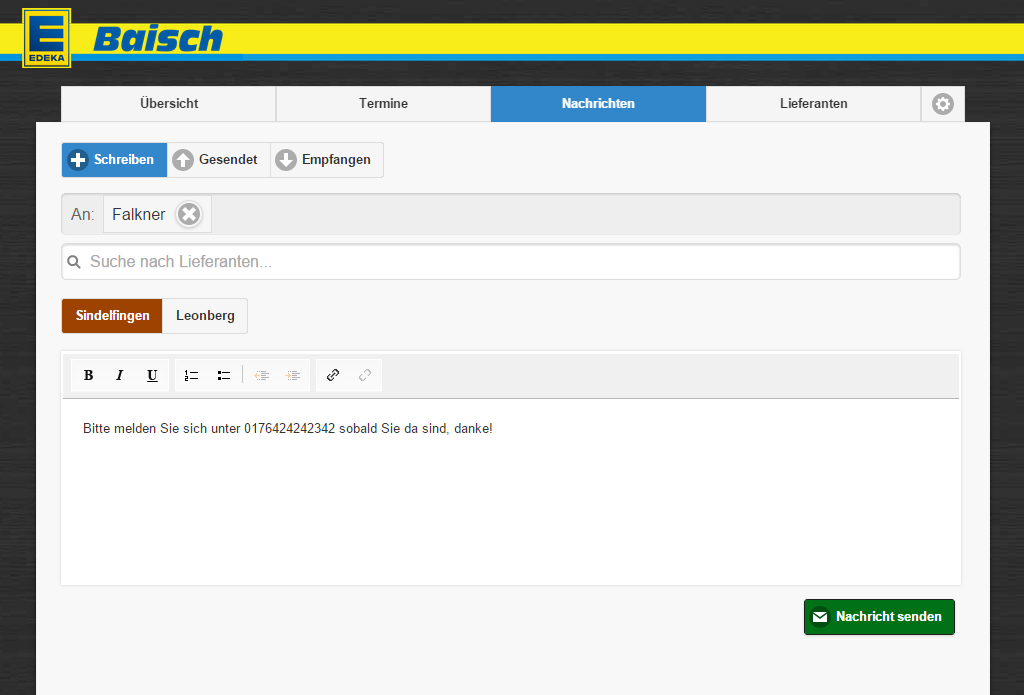 E
EDEKA
Baisch
Übersicht
Termine
Nachrichten
Lieferanten
Schreiben
Gesendet
Empfangen
An:
Falkner
Suche nach Lieferanten...
Sindelfingen
Leonberg
B I U
Bitte melden Sie sich unter 0176424242342 sobald Sie da sind, danke!
Nachricht senden